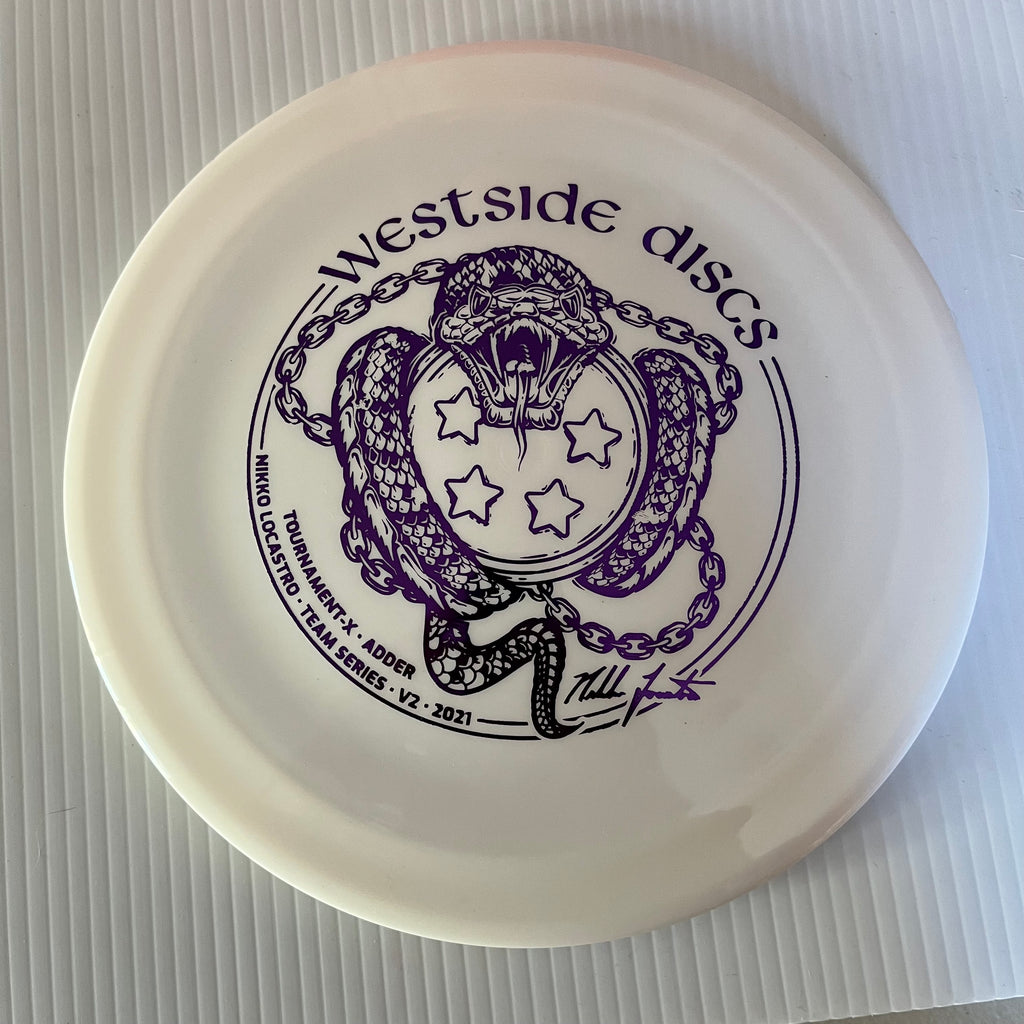 Westside discs
TOURNAMENT-X · ADDER
NIKKO LOCASTRO · TEAM SERIES · V2 · 2021